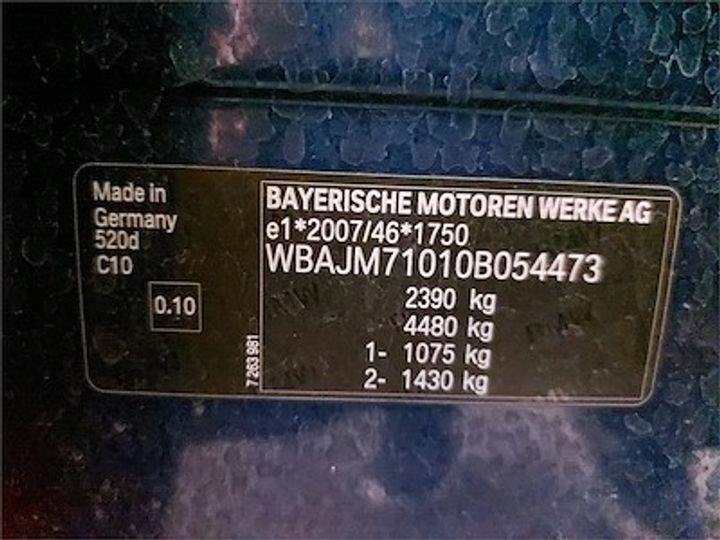 Made in
Germany
520d
C10
0.10
7 263 981
BAYERISCHE MOTOREN WERKE AG
e1*2007/46*1750
WBAJM71010B054473
2390 kg
4480 kg
1- 1075 kg
2- 1430 kg